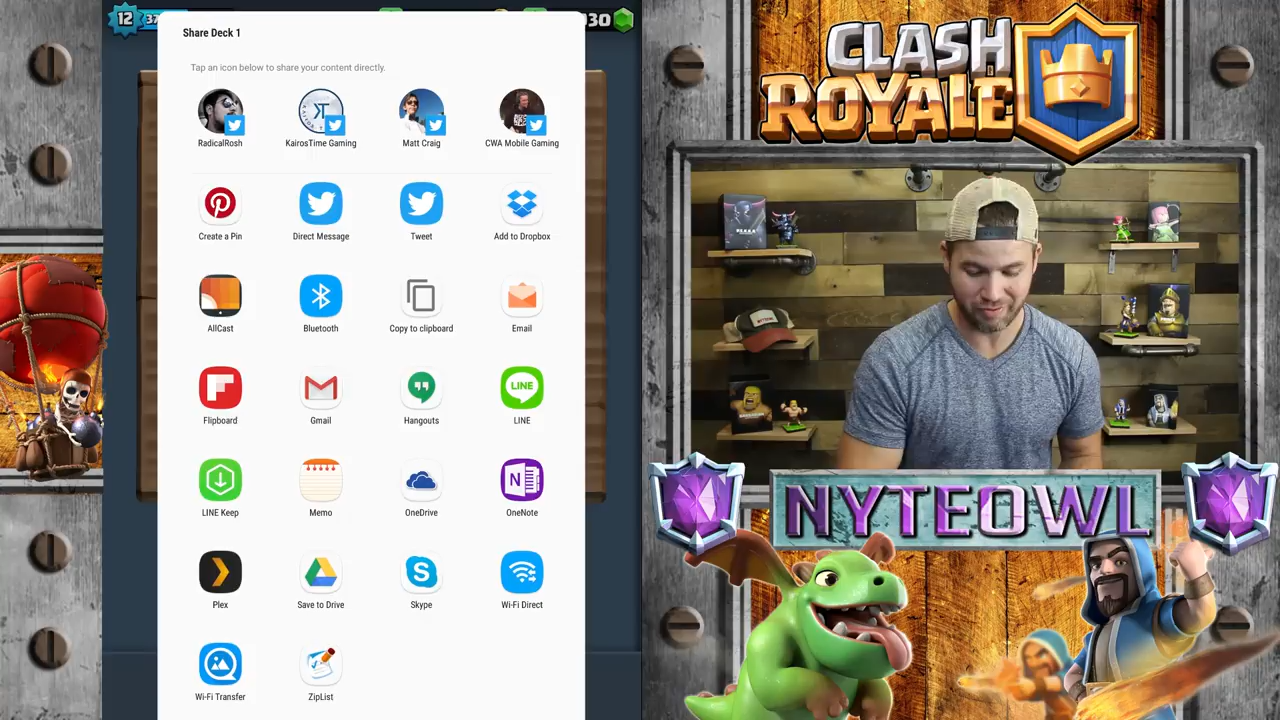 12
930
Share Deck 1
Tap an icon below to share your content directly.
RadicalRosh
KairosTime Gaming
Matt Craig
CWA Mobile Gaming
Create a Pin
Direct Message
Tweet
Add to Dropbox
AllCast
Bluetooth
Copy to clipboard
Email
Flipboard
Gmail
Hangouts
LINE
LINE
LINE Keep
Memo
OneDrive
N
OneNote
Plex
Save to Drive
S
Skype
Wi-Fi Direct
Wi-Fi Transfer
ZipList
CLASH
ROYALE
NYTEOWL